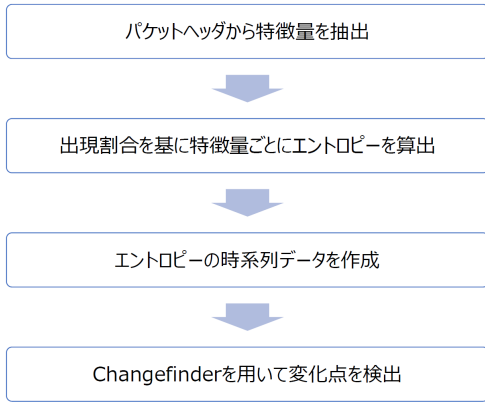 パケットヘッダから特徴量を抽出
出現割合を基に特徴量ごとにエントロピーを算出
エントロピーの時系列データを作成
Changefinderを用いて変化点を検出